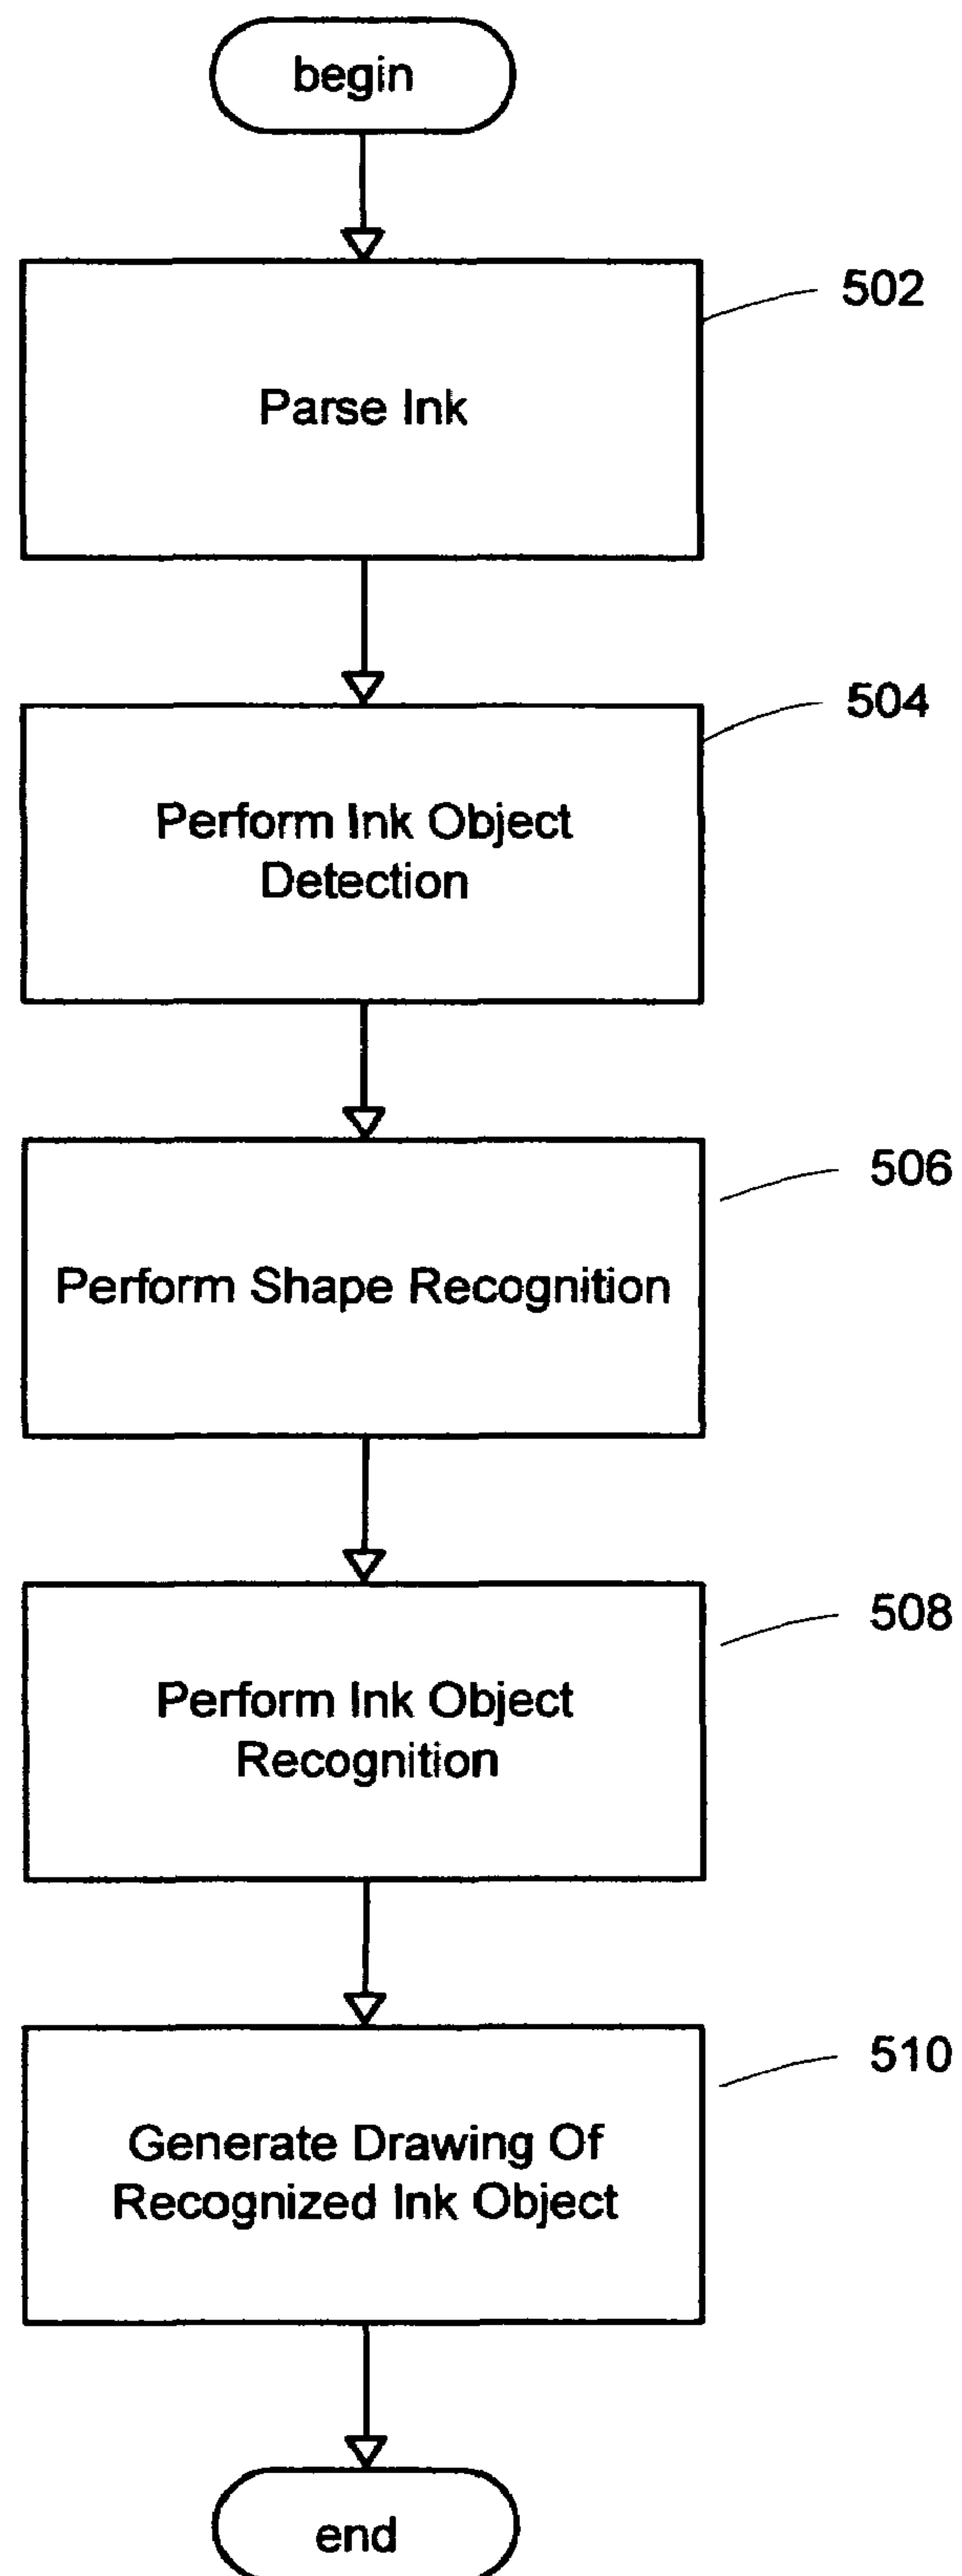 begin
502
Parse Ink
504
Perform Ink Object
Detection
506
Perform Shape Recognition
508
Perform Ink Object
Recognition
510
Generate Drawing Of
Recognized Ink Object
end